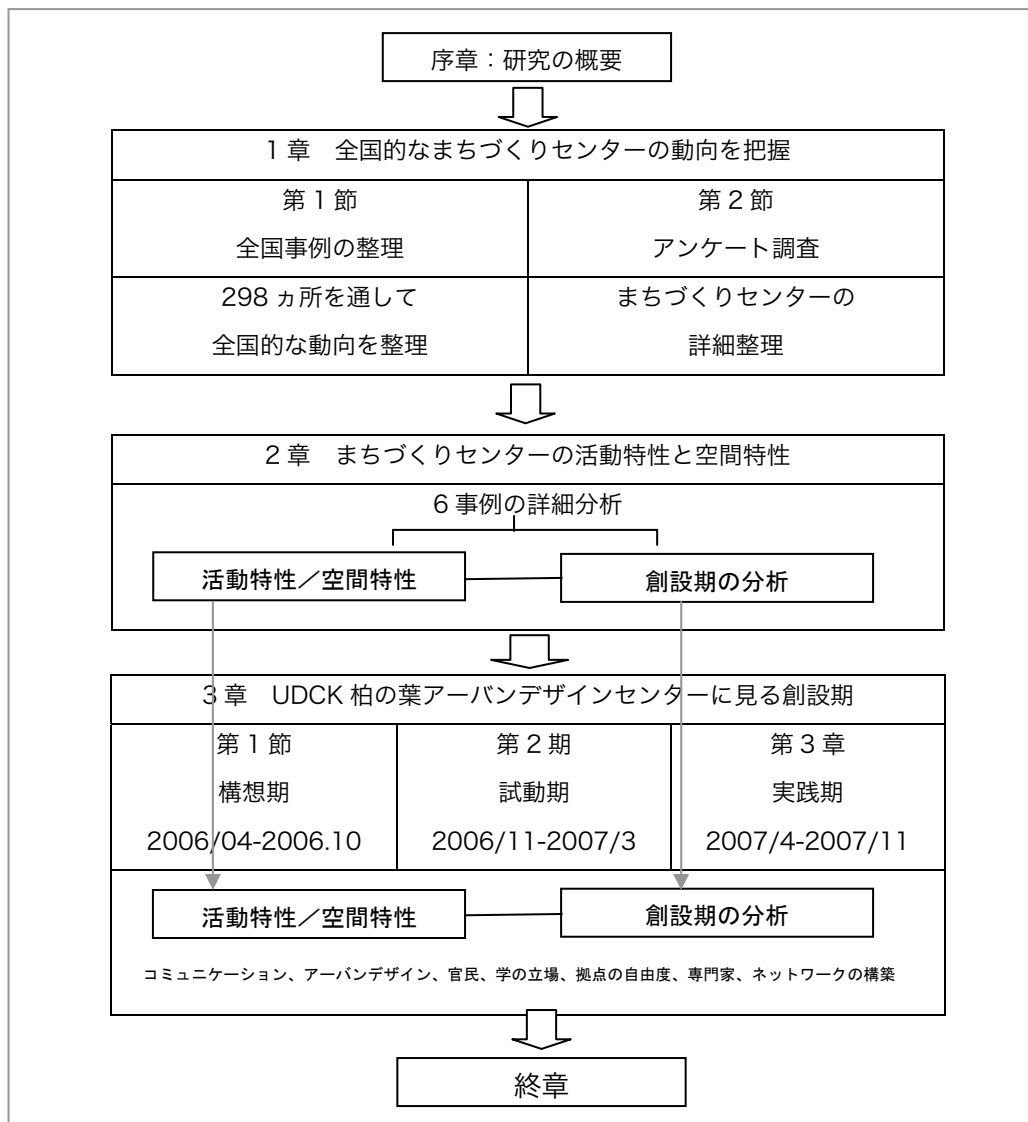 序章：研究の概要
1章　全国的なまちづくりセンターの動向を把握
第1節
全国事例の整理
第2節
アンケート調査
298ヵ所を通して
全国的な動向を整理
まちづくりセンターの
詳細整理
2章　まちづくりセンターの活動特性と空間特性
6事例の詳細分析
活動特性／空間特性
創設期の分析
3章　UDCK柏の葉アーバンデザインセンターに見る創設期
第1節
構想期
2006/04-2006.10
第2期
試動期
2006/11-2007/3
第3章
実践期
2007/4-2007/11
活動特性／空間特性
創設期の分析
コミュニケーション、アーバンデザイン、官民、学の立場、拠点の自由度、専門家、ネットワークの構築
終章